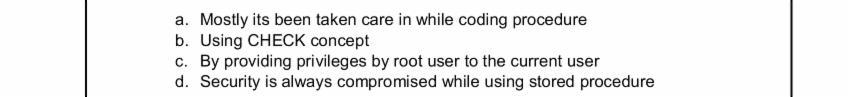 a. Mostly its been taken care in while coding procedure
b. Using CHECK concept
c. By providing privileges by root user to the current user
d. Security is always compromised while using stored procedure